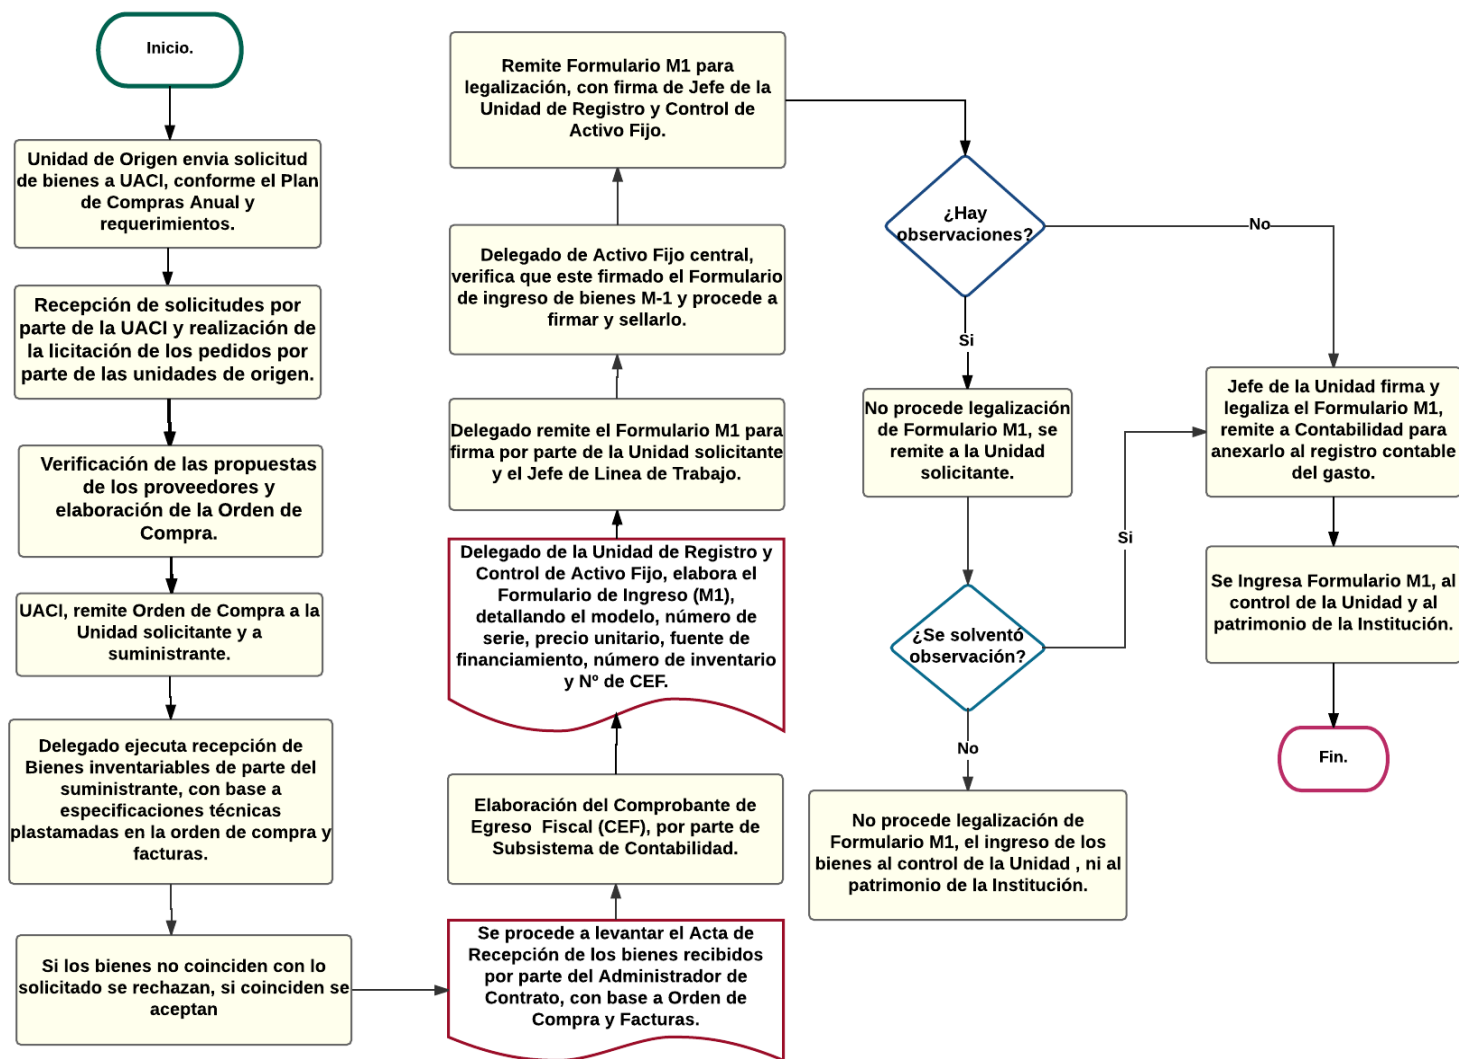 Inicio.
Unidad de Origen envia solicitud
de bienes a UACI, conforme el Plan
de Compras Anual y
requerimientos.
Recepción de solicitudes por
parte de la UACI y realización de
la licitación de los pedidos por
parte de las unidades de origen.
Verificación de las propuestas
de los proveedores y
elaboración de la Orden de
Compra.
UACI, remite Orden de Compra a la
Unidad solicitante y a
suministrante.
Delegado ejecuta recepción de
Bienes inventariables de parte del
suministrante, con base a
especificaciones técnicas
plastamadas en la orden de compra y
facturas.
Si los bienes no coinciden con lo
solicitado se rechazan, si coinciden se
aceptan
Se procede a levantar el Acta de
Recepción de los bienes recibidos
por parte del Administrador de
Contrato, con base a Orden de
Compra y Facturas.
Elaboración del Comprobante de
Egreso Fiscal (CEF), por parte de
Subsistema de Contabilidad.
Delegado de la Unidad de Registro y
Control de Activo Fijo, elabora el
Formulario de Ingreso (M1),
detallando el modelo, número de
serie, precio unitario, fuente de
financiamiento, número de inventario
y Nº de CEF.
Delegado remite el Formulario M1 para
firma por parte de la Unidad solicitante
y el Jefe de Linea de Trabajo.
Delegado de Activo Fijo central,
verifica que este firmado el Formulario
de ingreso de bienes M-1 y procede a
firmar y sellarlo.
Remite Formulario M1 para
legalización, con firma de Jefe de la
Unidad de Registro y Control de
Activo Fijo.
¿Hay
observaciones?
No
Si
No procede legalización
de Formulario M1, se
remite a la Unidad
solicitante.
¿Se solventó
observación?
Si
No
No procede legalización de
Formulario M1, el ingreso de los
bienes al control de la Unidad , ni al
patrimonio de la Institución.
Jefe de la Unidad firma y
legaliza el Formulario M1,
remite a Contabilidad para
anexarlo al registro contable
del gasto.
Se Ingresa Formulario M1, al
control de la Unidad y al
patrimonio de la Institución.
Fin.